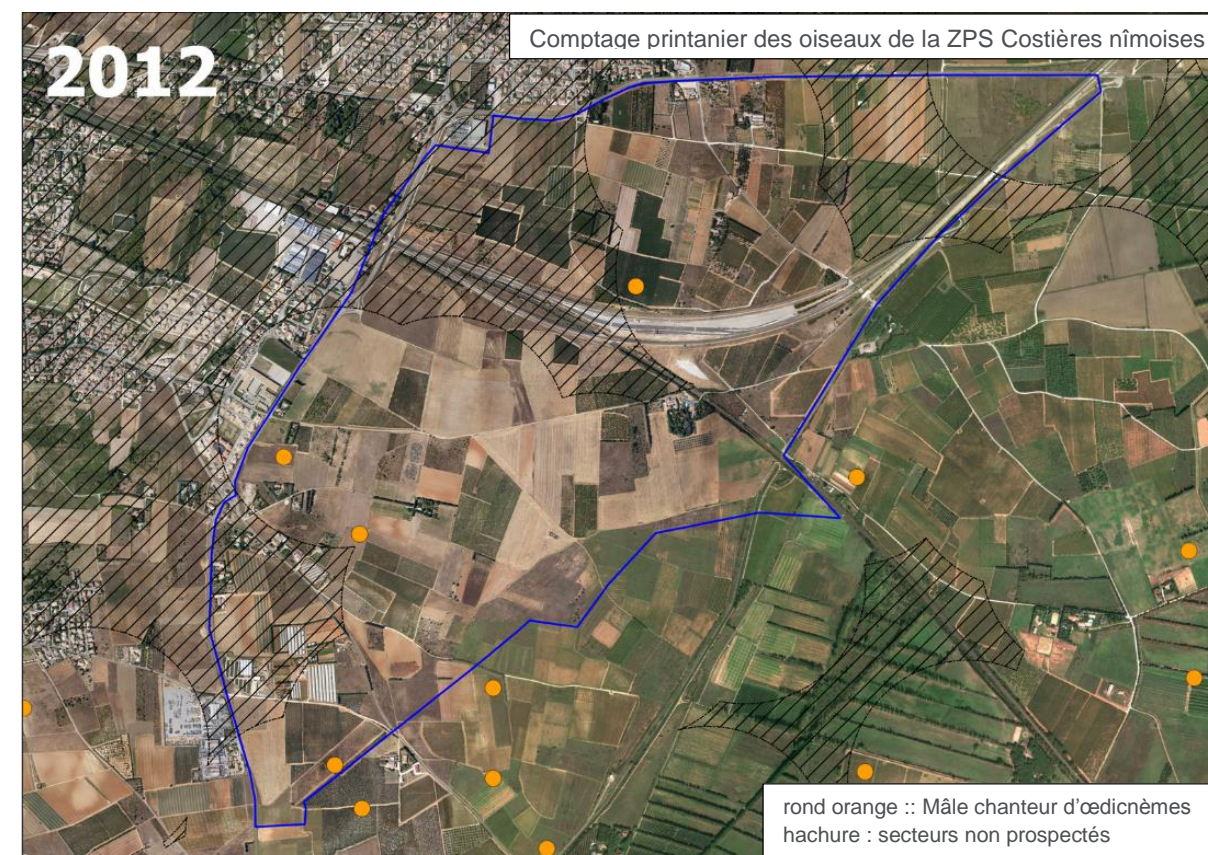 Comptage printanier des oiseaux de la ZPS Costières nîmoises
2012
rond orange :: Mâle chanteur d'œdicnèmes
hachure : secteurs non prospectés